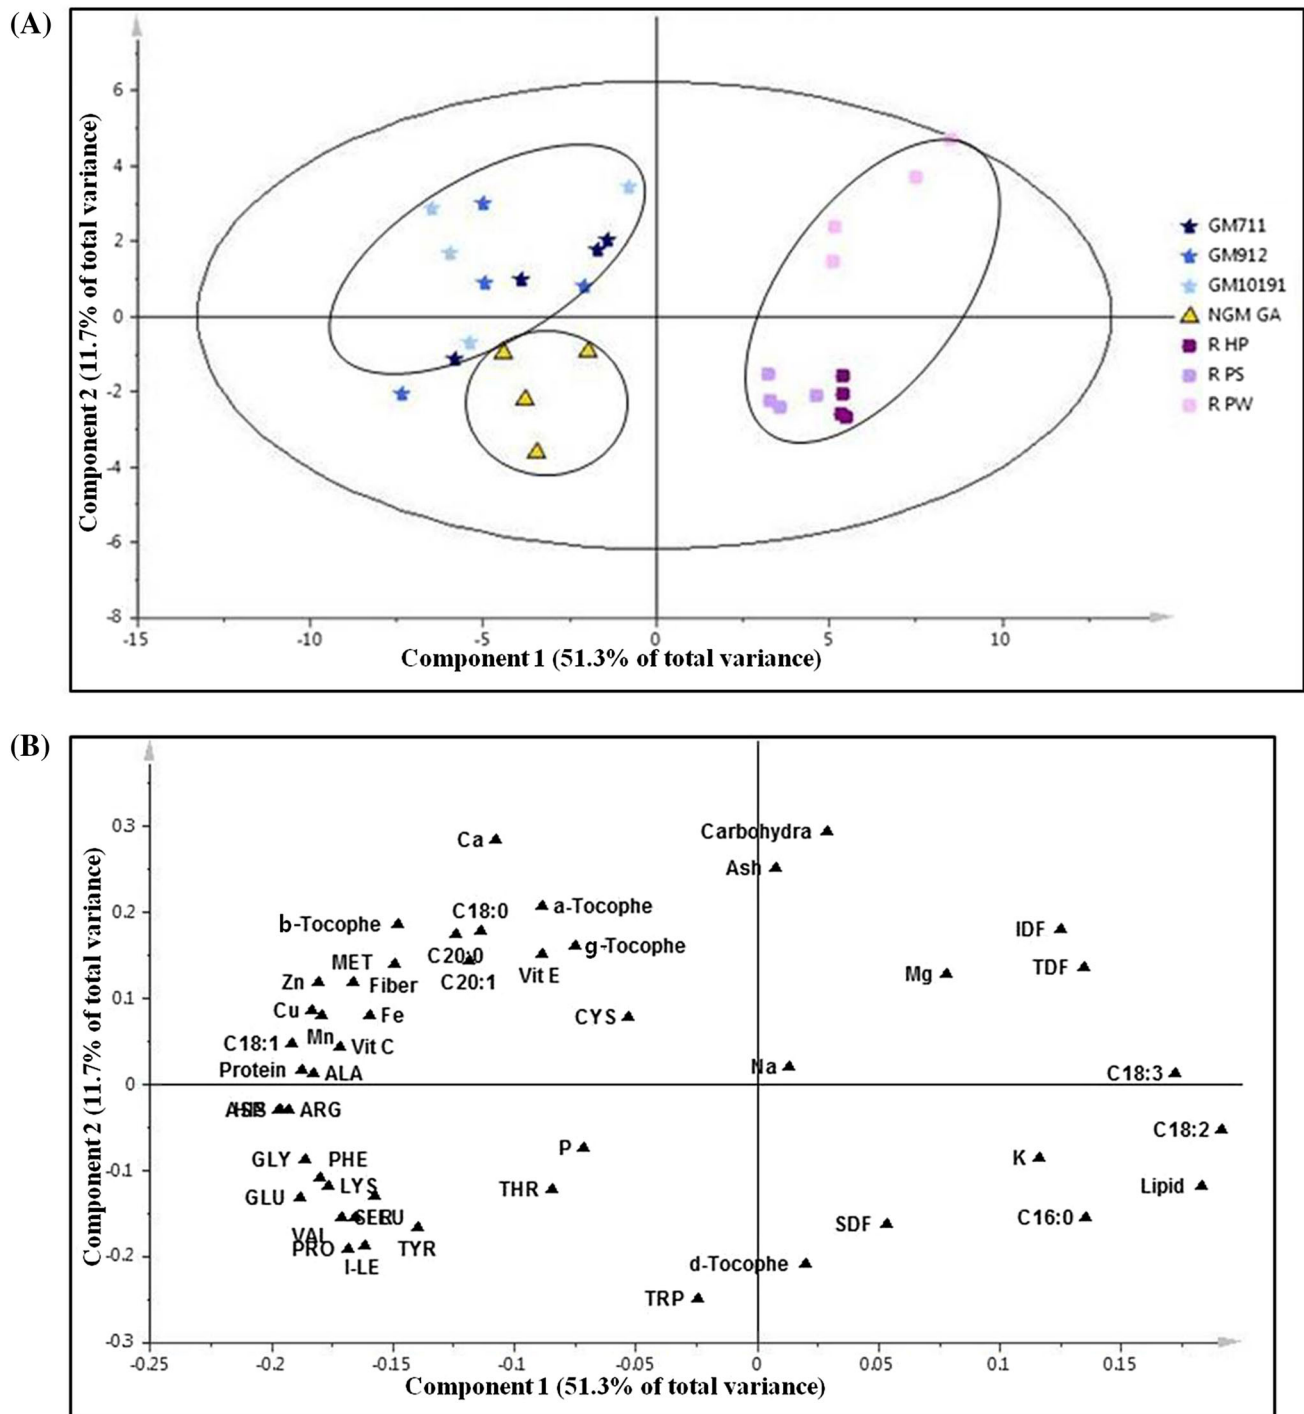 (A)
Component 2 (11.7% of total variance)
6
4
2
0
-2
-4
-6
-8
-15
-10
-5
0
5
10
Component 1 (51.3% of total variance)
GM711
GM912
GM10191
NGM GA
R HP
R PS
R PW
(B)
Component 2 (11.7% of total variance)
0.3
0.2
0.1
0
-0.1
-0.2
-0.3
-0.25
-0.2
-0.15
-0.1
-0.05
0
0.05
0.1
0.15
Component 1 (51.3% of total variance)
Ca
Carbohydra
Ash
b-Tocophe
C18:0
a-Tocophe
C20:0
g-Tocophe
IDF
MET
C20:1
Vit E
Mg
TDF
Zn
Fiber
Cu
Mn
Fe
CYS
C18:1
Vit C
Protein
ALA
Na
C18:3
ASP
HIS
ARG
C18:2
GLY
PHE
P
K
GLU
LYS
THR
Lipid
VAL
SER
SDF
C16:0
PRO
I-LE
TYR
d-Tocophe
TRP